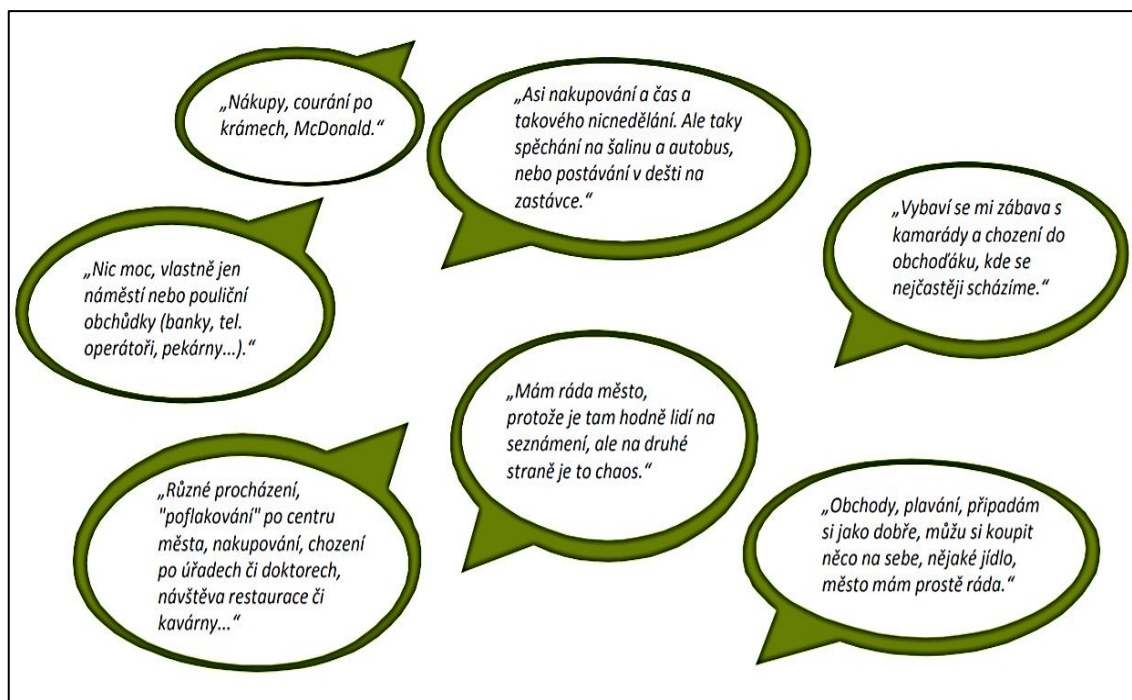 „Nákupy, courání po
krámech, McDonald.“
„Asi nakupování a čas a
takového nicnedělání. Ale taky
spěchání na šalinu a autobus,
nebo postávání v dešti na
zastávce.“
„Vybaví se mi zábava s
kamarády a chození do
obchoďáku, kde se
nejčastěji scházíme.“
„Nic moc, vlastně jen
náměstí nebo pouliční
obchůdky (banky, tel.
operátoři, pekárny...).“
„Mám ráda město,
protože je tam hodně lidí na
seznámení, ale na druhé
straně je to chaos.“
„Různé procházení,
"poflakování" po centru
města, nakupování, chození
po úřadech či doktorech,
návštěva restaurace či
kavárny...“
„Obchody, plavání, připadám
si jako dobře, můžu si koupit
něco na sebe, nějaké jídlo,
město mám prostě ráda.“